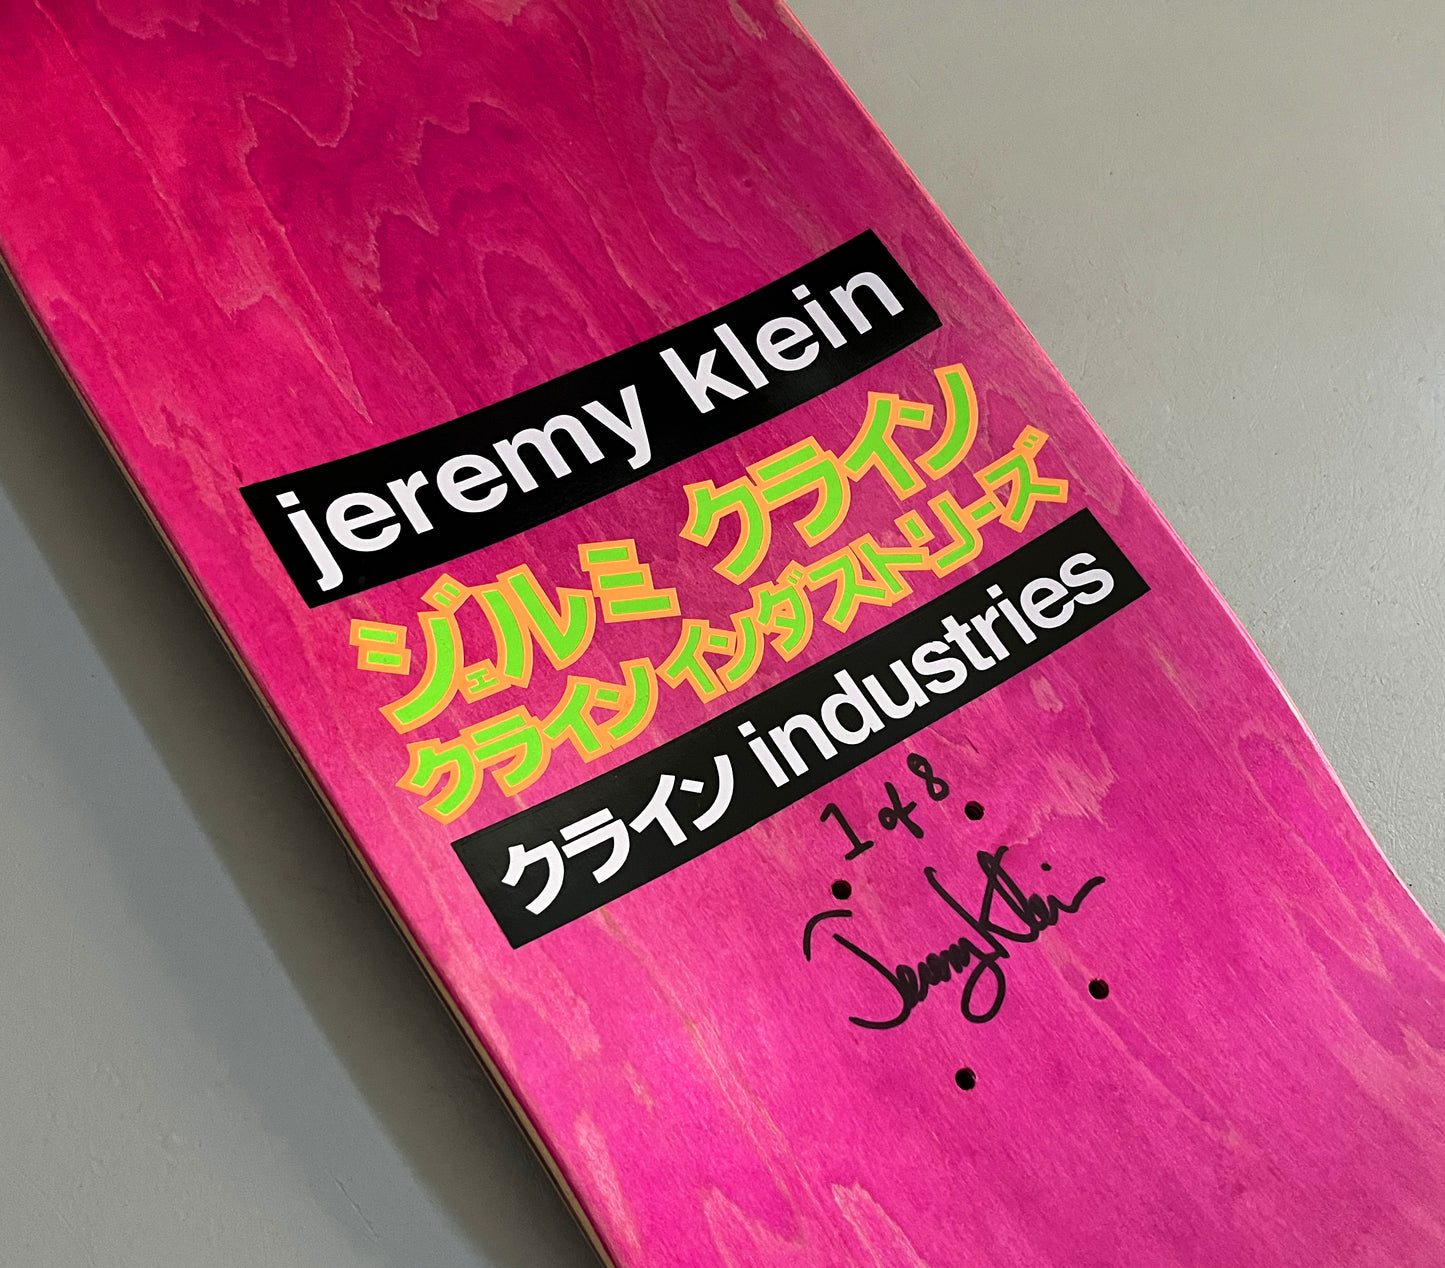 jeremy klein
ジェルミ クライン
クライン インダストリーズ
クライン industries
1 of 8
Jeremy Klein